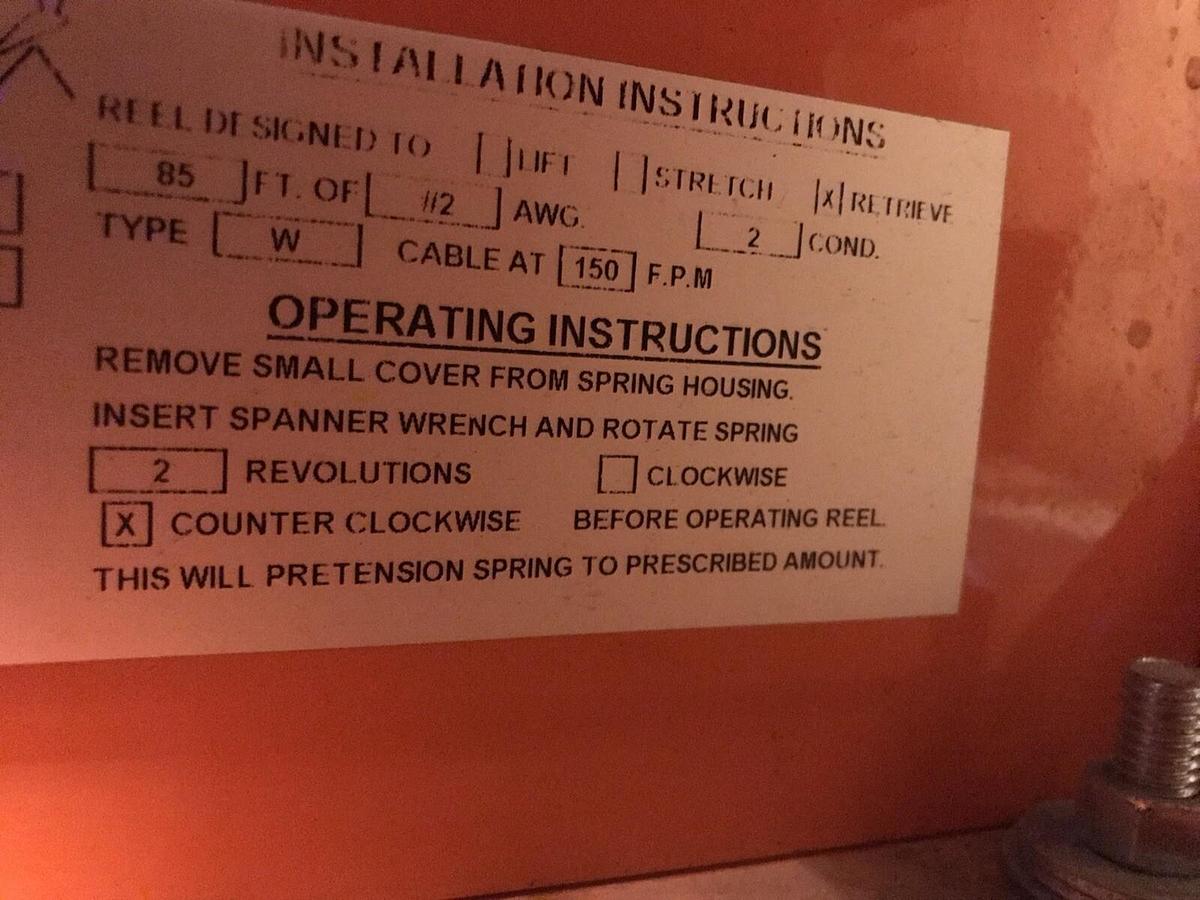 INSTALLATION INSTRUCTIONS
REEL DESIGNED TO [ ] LIFT [ ] STRETCH [X] RETRIEVE
85 FT. OF #2 AWG. 2 COND.
TYPE W CABLE AT 150 F.P.M
OPERATING INSTRUCTIONS
REMOVE SMALL COVER FROM SPRING HOUSING.
INSERT SPANNER WRENCH AND ROTATE SPRING
2 REVOLUTIONS [ ] CLOCKWISE
[X] COUNTER CLOCKWISE BEFORE OPERATING REEL.
THIS WILL PRETENSION SPRING TO PRESCRIBED AMOUNT.